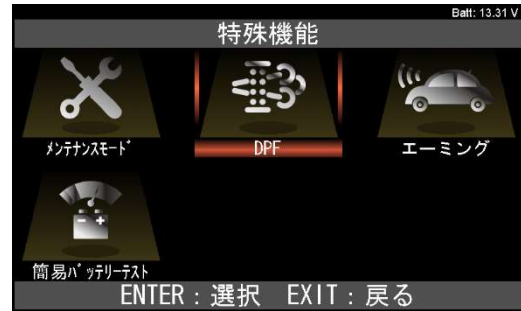 Batt: 13.31 V
特殊機能
ﾒﾝﾃﾅﾝｽﾓｰﾄﾞ
DPF
エーミング
簡易ﾊﾞｯﾃﾘｰﾃｽﾄ
ENTER：選択 EXIT：戻る